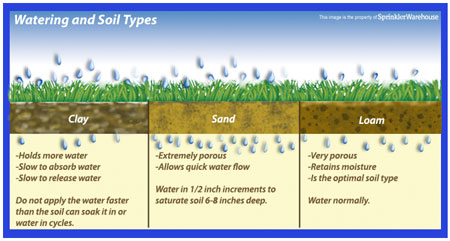 Watering and Soil Types
This image is the property of SprinklerWarehouse
Clay
-Holds more water
-Slow to absorb water
-Slow to release water
Do not apply the water faster
than the soil can soak it in or
water in cycles.
Sand
-Extremely porous
-Allows quick water flow
Water in 1/2 inch increments to
saturate soil 6-8 inches deep.
Loam
-Very porous
-Retains moisture
-Is the optimal soil type
Water normally.